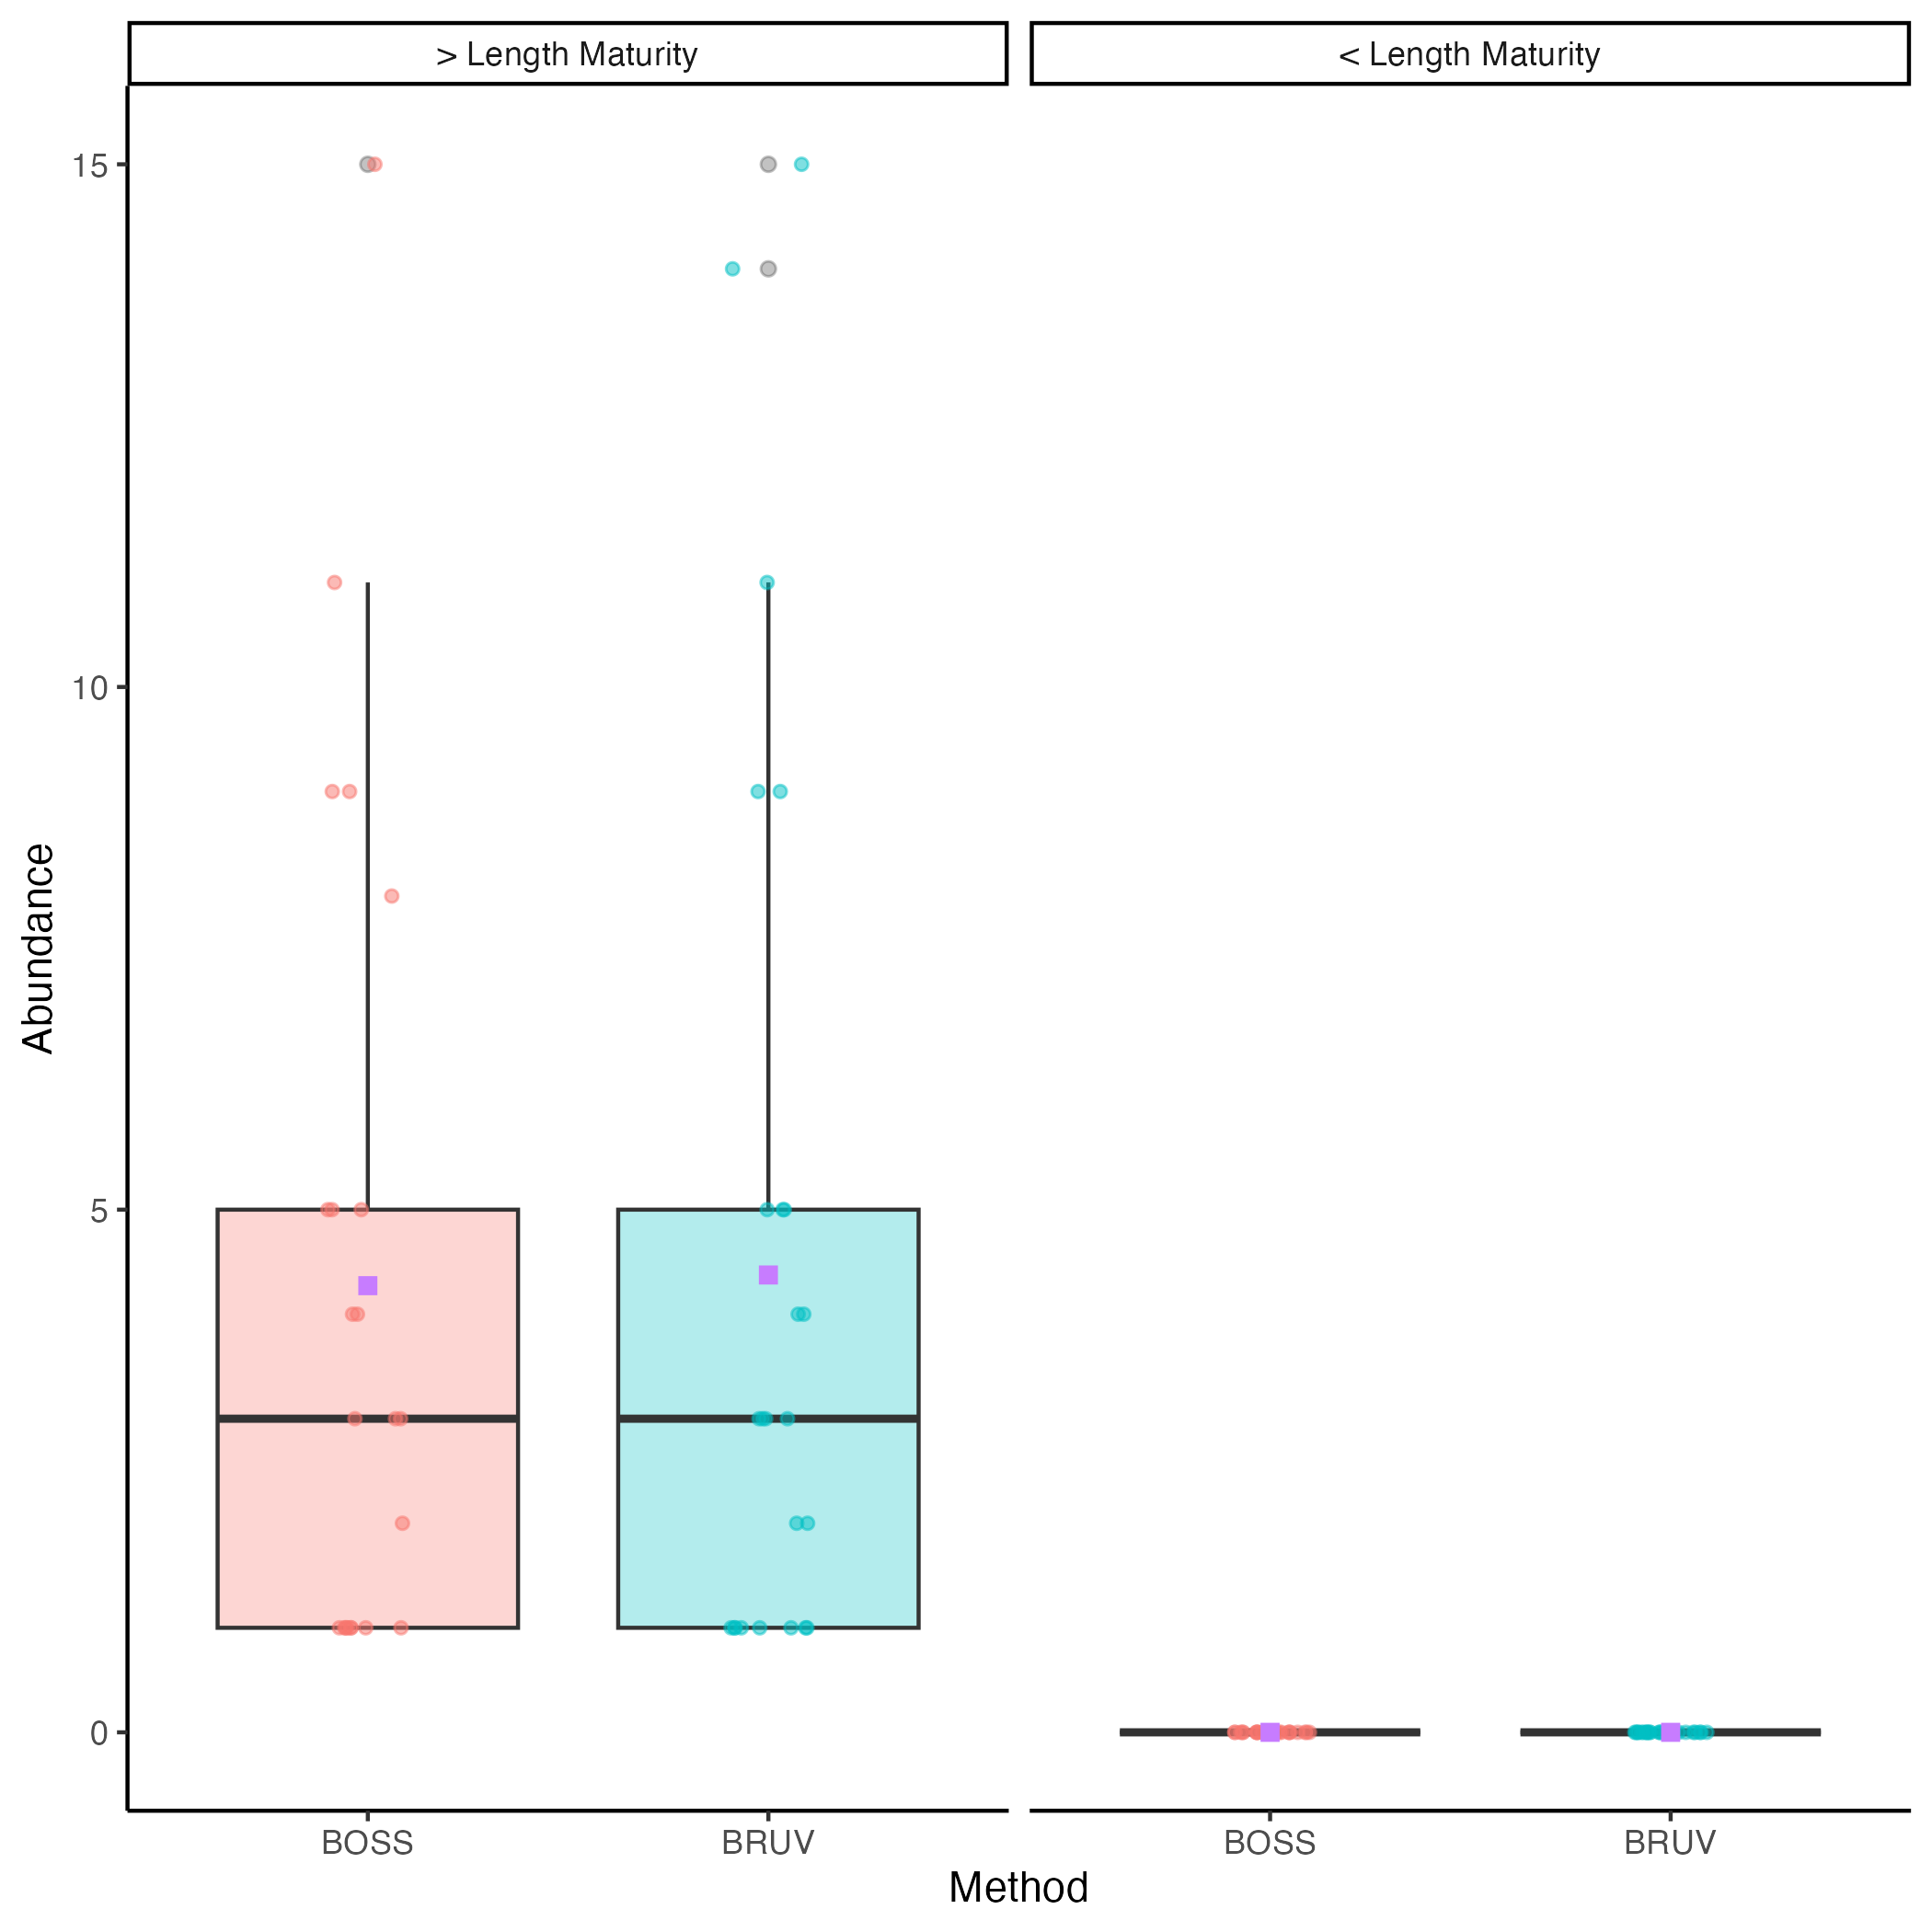 > Length Maturity
< Length Maturity
15
10
5
0
Abundance
BOSS
BRUV
BOSS
BRUV
Method